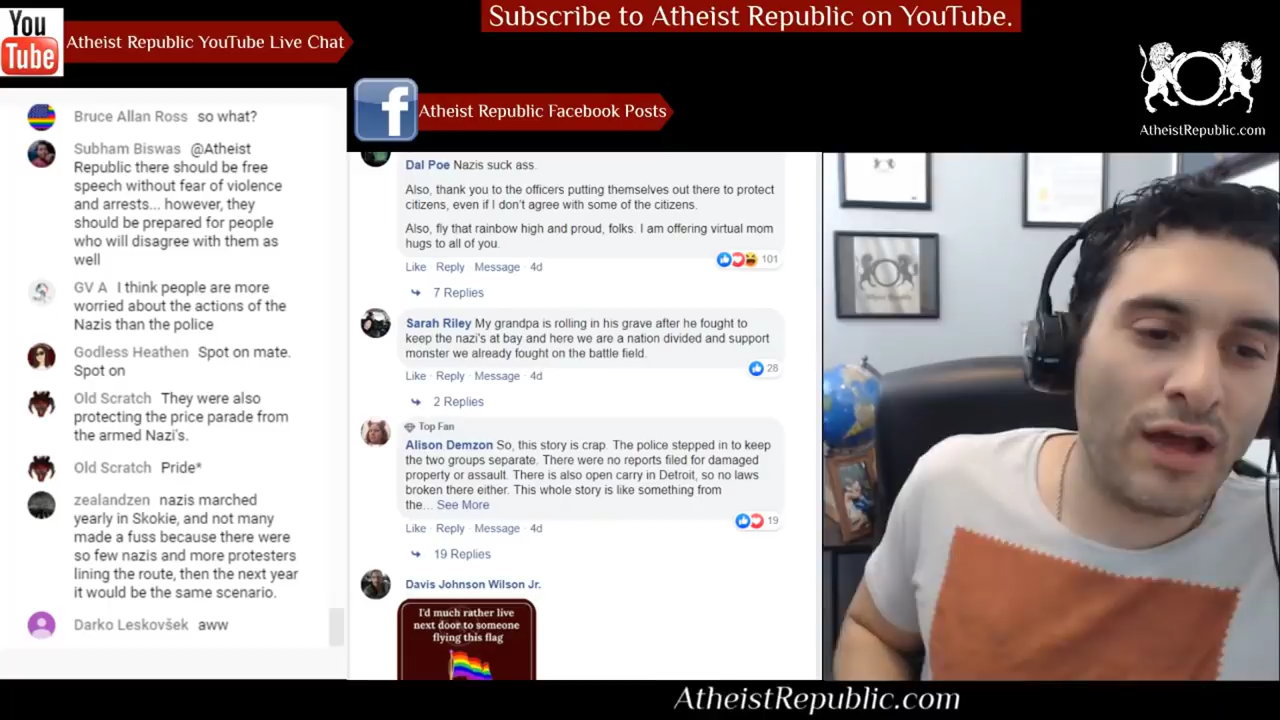 Subscribe to Atheist Republic on YouTube.
You
Tube
Atheist Republic YouTube Live Chat
Atheist Republic Facebook Posts
AtheistRepublic.com
Bruce Allan Ross so what?
Subham Biswas @Atheist
Republic there should be free
speech without fear of violence
and arrests... however, they
should be prepared for people
who will disagree with them as
well
GV A I think people are more
worried about the actions of the
Nazis than the police
Godless Heathen Spot on mate.
Spot on
Old Scratch They were also
protecting the price parade from
the armed Nazi's.
Old Scratch Pride*
zealandzen nazis marched
yearly in Skokie, and not many
made a fuss because there were
so few nazis and more protesters
lining the route, then the next year
it would be the same scenario.
Darko Leskovšek aww
Dal Poe Nazis suck ass.
Also, thank you to the officers putting themselves out there to protect
citizens, even if I don't agree with some of the citizens.
Also, fly that rainbow high and proud, folks. I am offering virtual mom
hugs to all of you.
101
Like · Reply · Message · 4d
7 Replies
Sarah Riley My grandpa is rolling in his grave after he fought to
keep the nazi's at bay and here we are a nation divided and support
monster we already fought on the battle field.
28
Like · Reply · Message · 4d
2 Replies
Top Fan
Alison Demzon So, this story is crap. The police stepped in to keep
the two groups separate. There were no reports filed for damaged
property or assault. There is also open carry in Detroit, so no laws
broken there either. This whole story is like something from
the... See More
19
Like · Reply · Message · 4d
19 Replies
Davis Johnson Wilson Jr.
I'd much rather live
next door to someone
flying this flag
AtheistRepublic.com